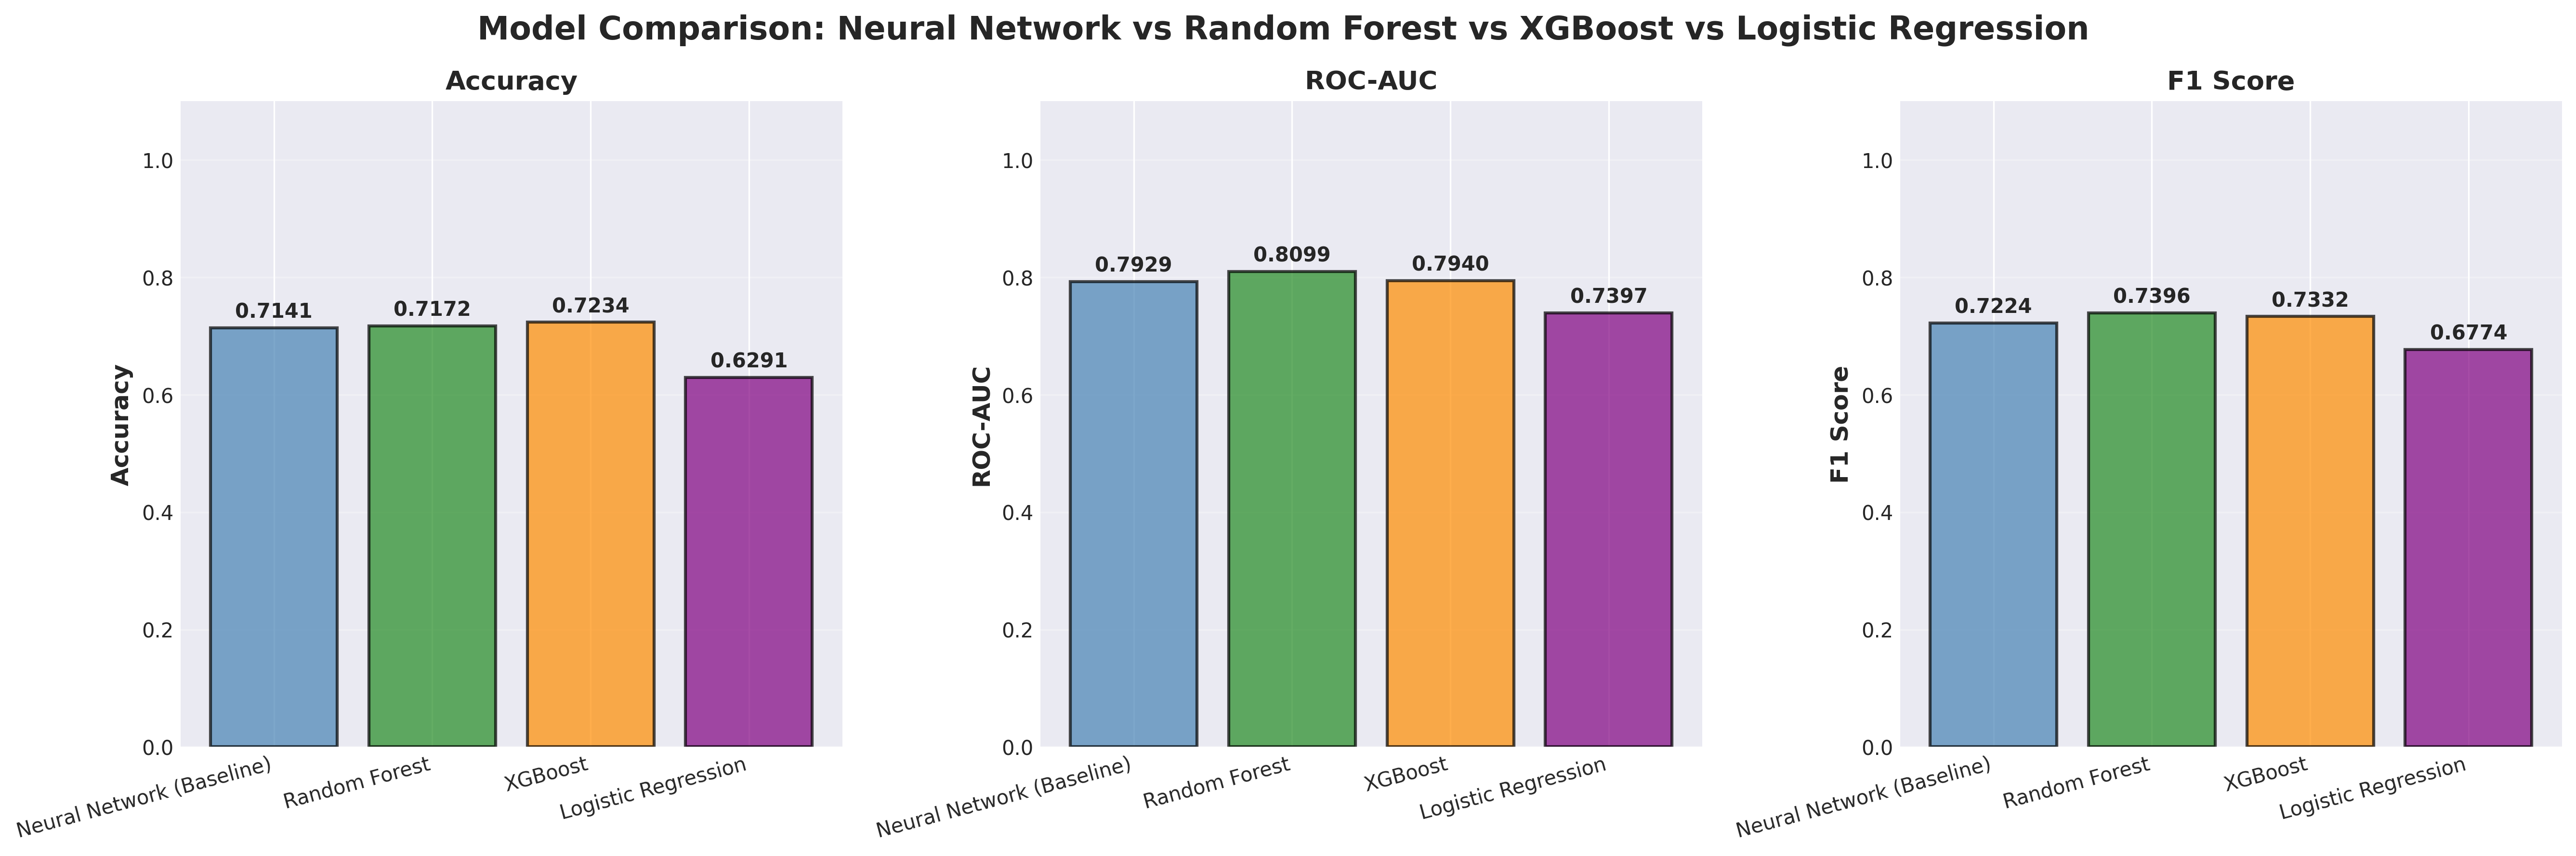 Model Comparison: Neural Network vs Random Forest vs XGBoost vs Logistic Regression
Accuracy
Accuracy
1.0
0.8
0.6
0.4
0.2
0.0
0.7141
0.7172
0.7234
0.6291
Neural Network (Baseline)
Random Forest
XGBoost
Logistic Regression
ROC-AUC
ROC-AUC
1.0
0.8
0.6
0.4
0.2
0.0
0.7929
0.8099
0.7940
0.7397
Neural Network (Baseline)
Random Forest
XGBoost
Logistic Regression
F1 Score
F1 Score
1.0
0.8
0.6
0.4
0.2
0.0
0.7224
0.7396
0.7332
0.6774
Neural Network (Baseline)
Random Forest
XGBoost
Logistic Regression